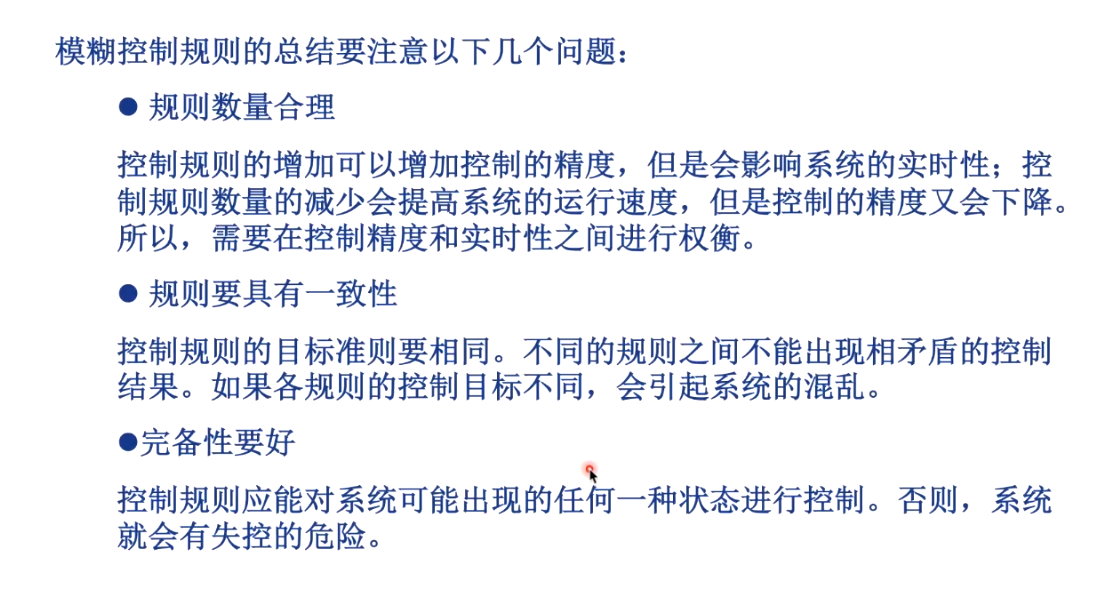 模糊控制规则的总结要注意以下几个问题：
● 规则数量合理
控制规则的增加可以增加控制的精度，但是会影响系统的实时性；控
制规则数量的减少会提高系统的运行速度，但是控制的精度又会下降。
所以，需要在控制精度和实时性之间进行权衡。
● 规则要具有一致性
控制规则的目标准则要相同。不同的规则之间不能出现相矛盾的控制
结果。如果各规则的控制目标不同，会引起系统的混乱。
●完备性要好
控制规则应能对系统可能出现的任何一种状态进行控制。否则，系统
就会有失控的危险。